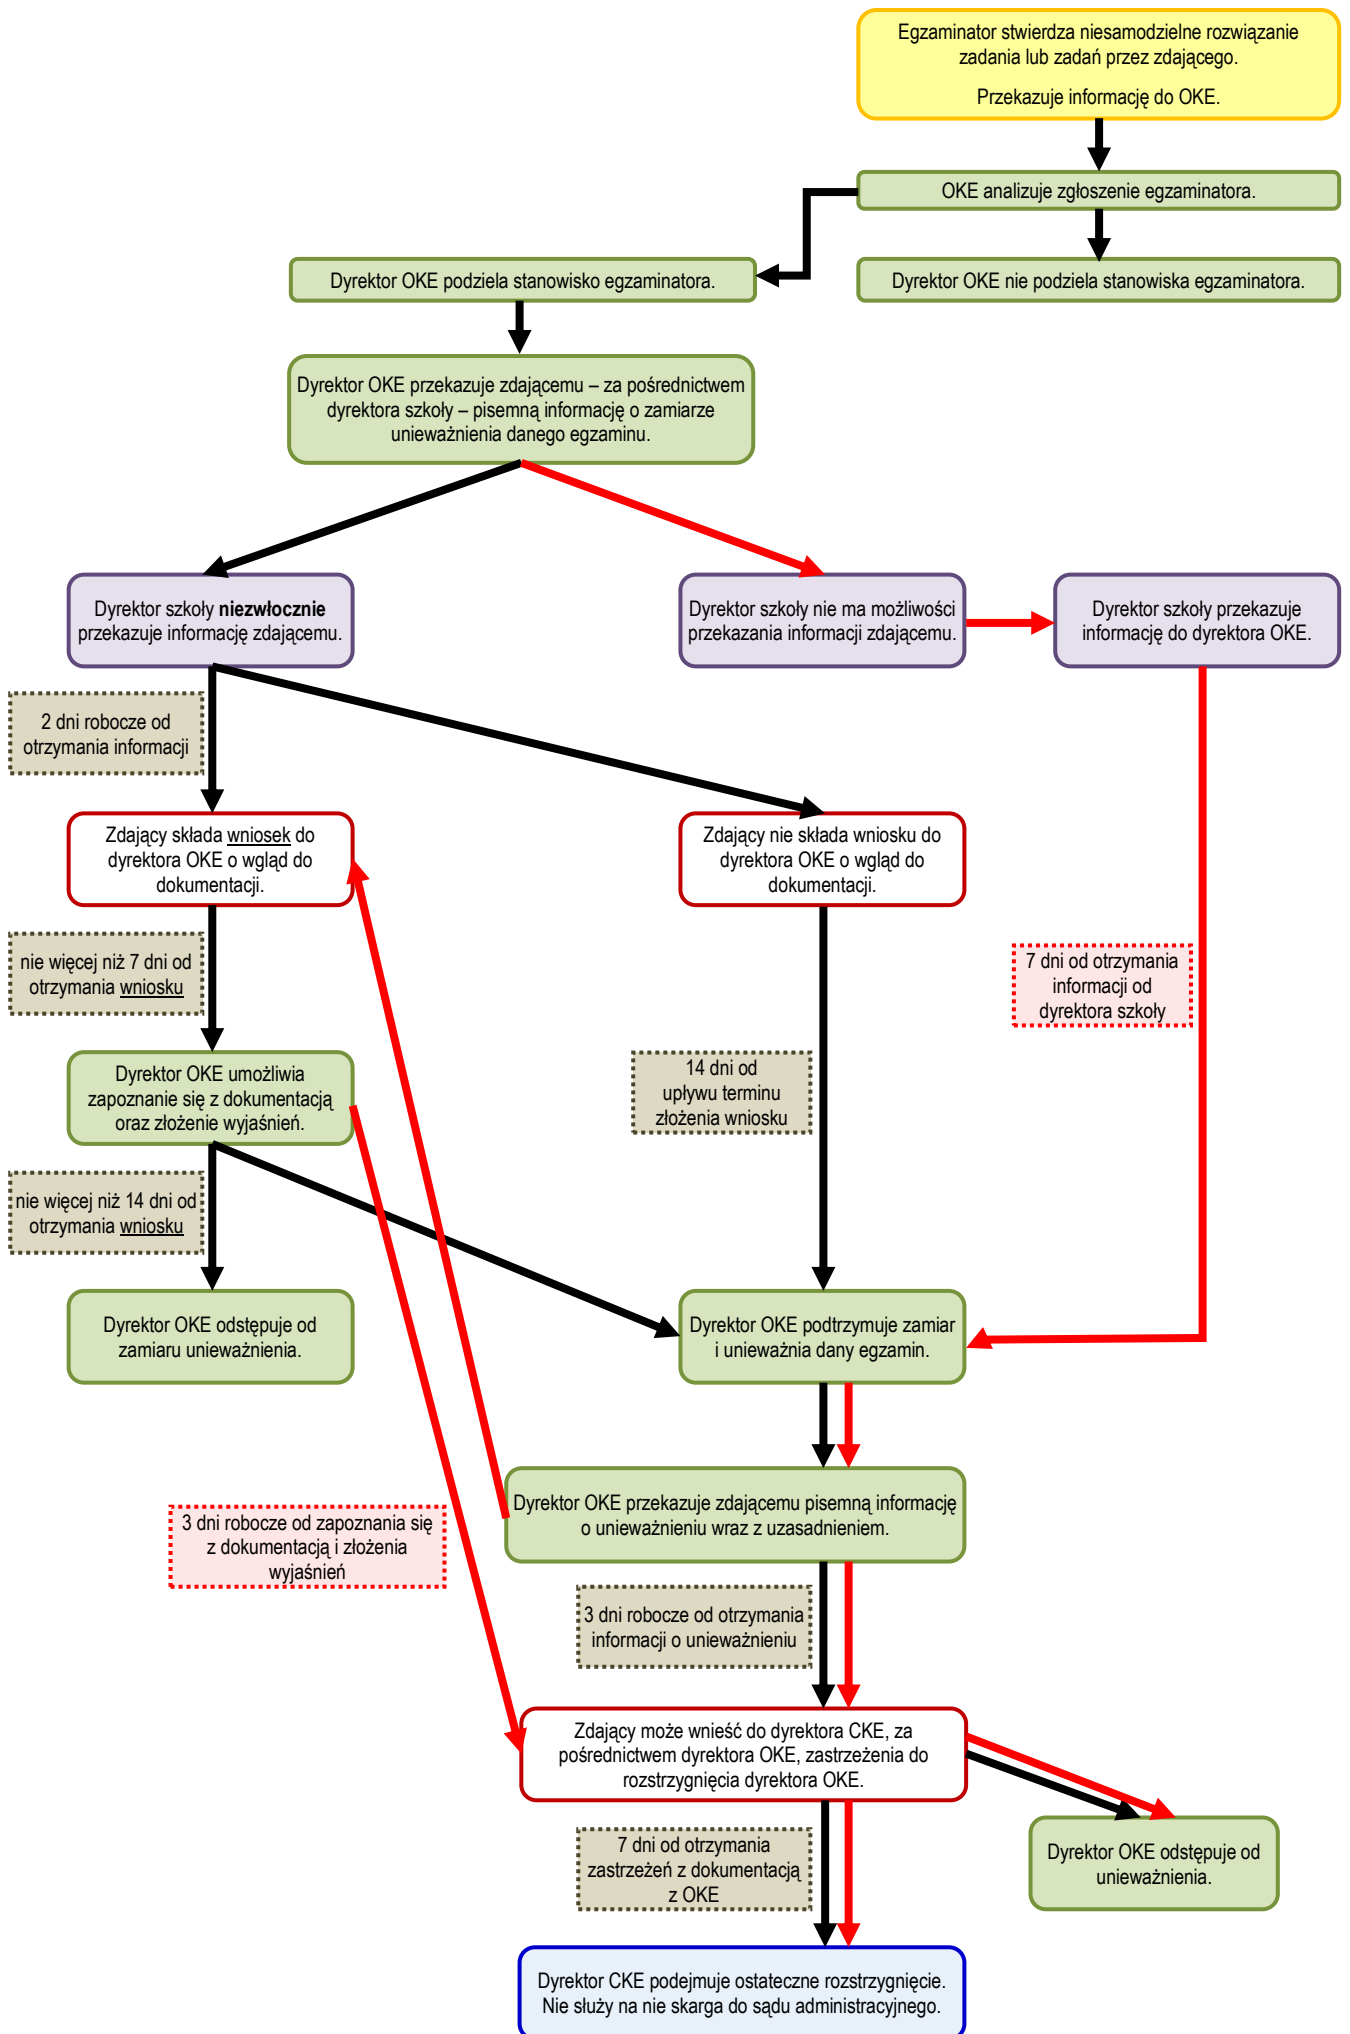 Egzaminator stwierdza niesamodzielne rozwiązanie
zadania lub zadań przez zdającego.
Przekazuje informację do OKE.
OKE analizuje zgłoszenie egzaminatora.
Dyrektor OKE podziela stanowisko egzaminatora.
Dyrektor OKE nie podziela stanowiska egzaminatora.
Dyrektor OKE przekazuje zdającemu – za pośrednictwem
dyrektora szkoły – pisemną informację o zamiarze
unieważnienia danego egzaminu.
Dyrektor szkoły niezwłocznie
przekazuje informację zdającemu.
Dyrektor szkoły nie ma możliwości
przekazania informacji zdającemu.
Dyrektor szkoły przekazuje
informację do dyrektora OKE.
2 dni robocze od
otrzymania informacji
Zdający składa wniosek do
dyrektora OKE o wgląd do
dokumentacji.
Zdający nie składa wniosku do
dyrektora OKE o wgląd do
dokumentacji.
nie więcej niż 7 dni od
otrzymania wniosku
7 dni od otrzymania
informacji od
dyrektora szkoły
Dyrektor OKE umożliwia
zapoznanie się z dokumentacją
oraz złożenie wyjaśnień.
14 dni od
upływu terminu
złożenia wniosku
nie więcej niż 14 dni od
otrzymania wniosku
Dyrektor OKE odstępuje od
zamiaru unieważnienia.
Dyrektor OKE podtrzymuje zamiar
i unieważnia dany egzamin.
Dyrektor OKE przekazuje zdającemu pisemną informację
o unieważnieniu wraz z uzasadnieniem.
3 dni robocze od zapoznania się
z dokumentacją i złożenia
wyjaśnień
3 dni robocze od otrzymania
informacji o unieważnieniu
Zdający może wnieść do dyrektora CKE, za
pośrednictwem dyrektora OKE, zastrzeżenia do
rozstrzygnięcia dyrektora OKE.
7 dni od otrzymania
zastrzeżeń z dokumentacją
z OKE
Dyrektor OKE odstępuje od
unieważnienia.
Dyrektor CKE podejmuje ostateczne rozstrzygnięcie.
Nie służy na nie skarga do sądu administracyjnego.